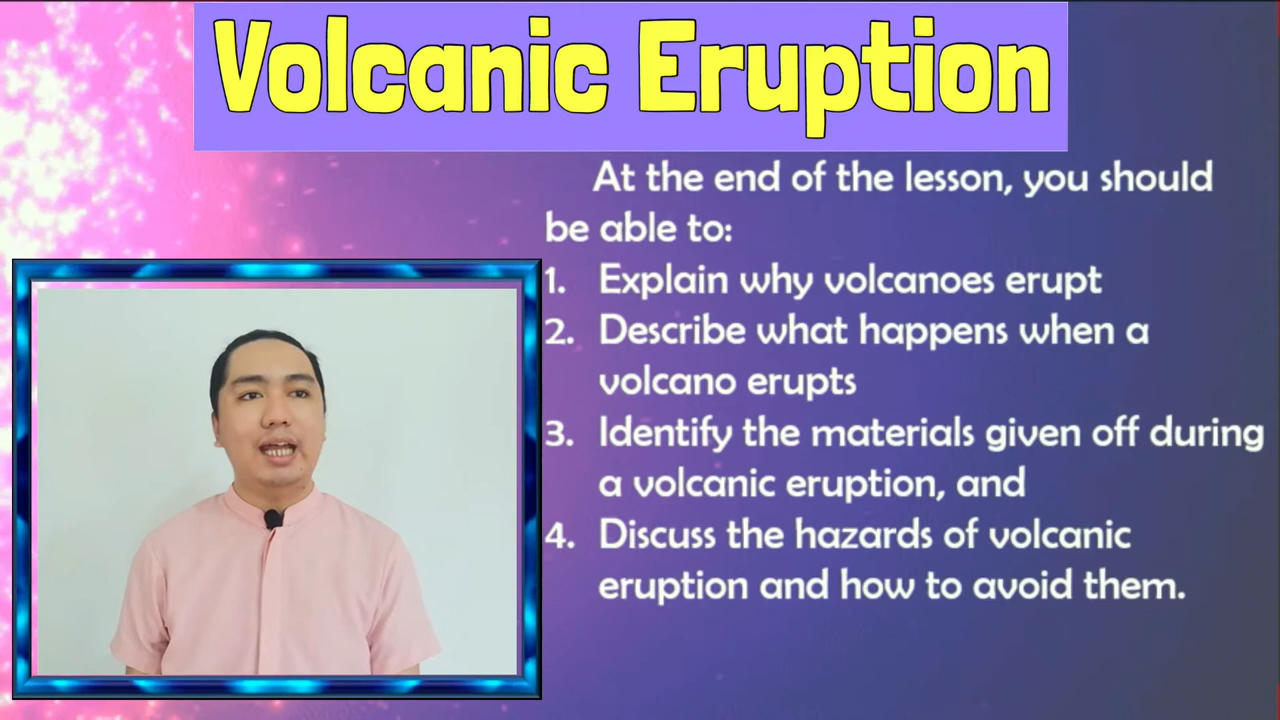 Volcanic Eruption
At the end of the lesson, you should
be able to:
1. Explain why volcanoes erupt
2. Describe what happens when a
volcano erupts
3. Identify the materials given off during
a volcanic eruption, and
4. Discuss the hazards of volcanic
eruption and how to avoid them.